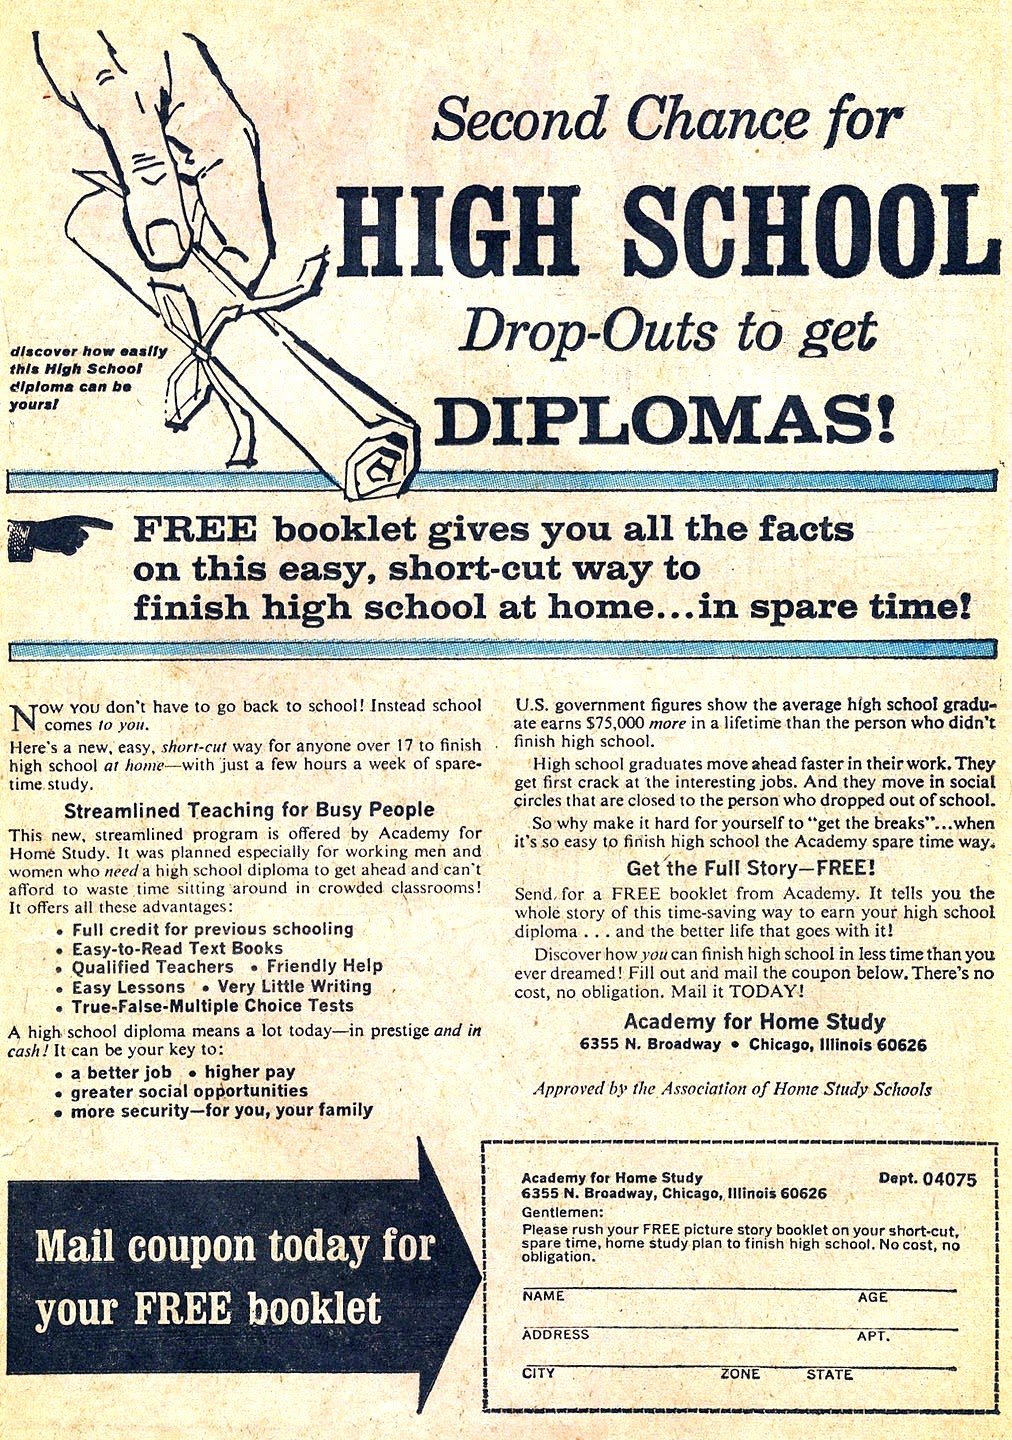 Second Chance for
HIGH SCHOOL
Drop-Outs to get
DIPLOMAS!
discover how easily
this High School
diploma can be
yours!
FREE booklet gives you all the facts
on this easy, short-cut way to
finish high school at home...in spare time!
NOW YOU don't have to go back to school! Instead school
comes to you.
Here's a new, easy, short-cut way for anyone over 17 to finish
high school at home—with just a few hours a week of spare-
time study.
Streamlined Teaching for Busy People
This new, streamlined program is offered by Academy for
Home Study. It was planned especially for working men and
women who need a high school diploma to get ahead and can't
afford to waste time sitting around in crowded classrooms!
It offers all these advantages:
• Full credit for previous schooling
• Easy-to-Read Text Books
• Qualified Teachers • Friendly Help
• Easy Lessons • Very Little Writing
• True-False-Multiple Choice Tests
A high school diploma means a lot today—in prestige and in
cash! It can be your key to:
• a better job • higher pay
• greater social opportunities
• more security—for you, your family
U.S. government figures show the average high school gradu-
ate earns $75,000 more in a lifetime than the person who didn't
finish high school.
High school graduates move ahead faster in their work. They
get first crack at the interesting jobs. And they move in social
circles that are closed to the person who dropped out of school.
So why make it hard for yourself to "get the breaks"...when
it's so easy to finish high school the Academy spare time way.
Get the Full Story—FREE!
Send for a FREE booklet from Academy. It tells you the
whole story of this time-saving way to earn your high school
diploma . . . and the better life that goes with it!
Discover how you can finish high school in less time than you
ever dreamed! Fill out and mail the coupon below. There's no
cost, no obligation. Mail it TODAY!
Academy for Home Study
6355 N. Broadway • Chicago, Illinois 60626
Approved by the Association of Home Study Schools
Mail coupon today for
your FREE booklet
Academy for Home Study Dept. 04075
6355 N. Broadway, Chicago, Illinois 60626
Gentlemen:
Please rush your FREE picture story booklet on your short-cut,
spare time, home study plan to finish high school. No cost, no
obligation.
NAME AGE
ADDRESS APT.
CITY ZONE STATE